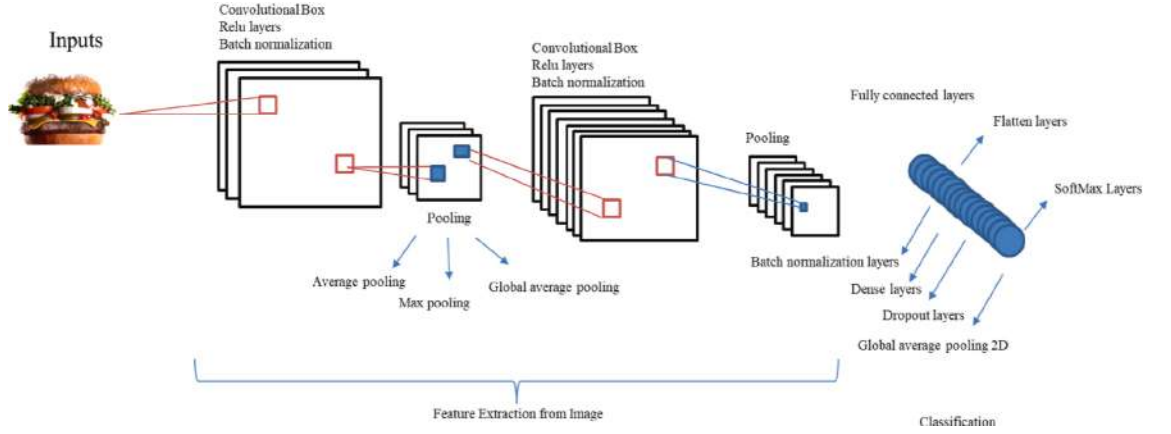 Inputs
Convolutional Box
Relu layers
Batch normalization
Pooling
Average pooling
Max pooling
Global average pooling
Convolutional Box
Relu layers
Batch normalization
Pooling
Fully connected layers
Flatten layers
SoftMax Layers
Batch normalization layers
Dense layers
Dropout layers
Global average pooling 2D
Feature Extraction from Image
Classification